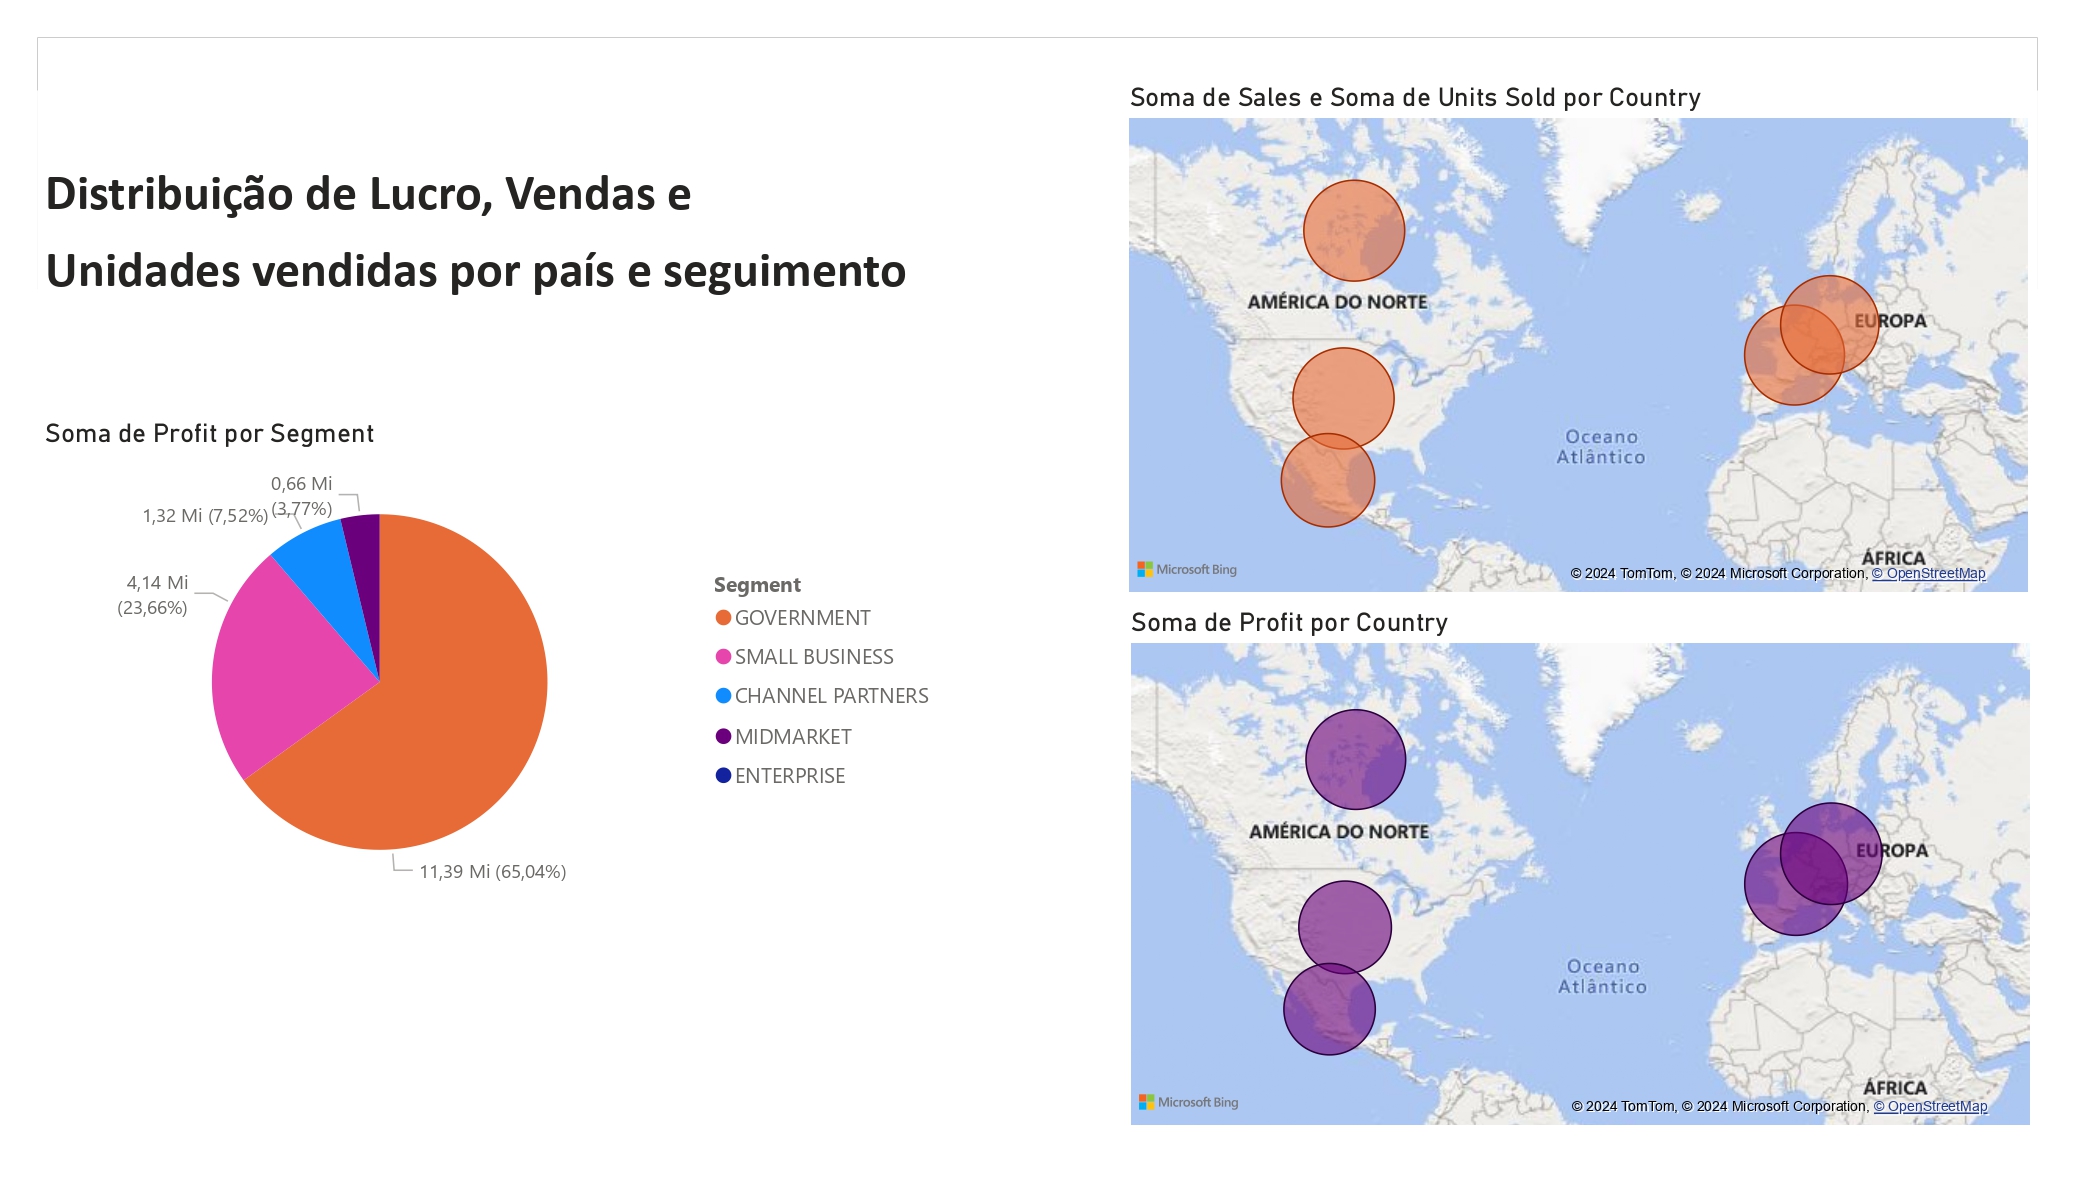 Distribuição de Lucro, Vendas e
Unidades vendidas por país e seguimento
Soma de Profit por Segment
0,66 Mi
(3,77%)
1,32 Mi (7,52%)
4,14 Mi
(23,66%)
11,39 Mi (65,04%)
Segment
GOVERNMENT
SMALL BUSINESS
CHANNEL PARTNERS
MIDMARKET
ENTERPRISE
Soma de Sales e Soma de Units Sold por Country
AMÉRICA DO NORTE
EUROPA
Oceano
Atlântico
ÁFRICA
Microsoft Bing
© 2024 TomTom, © 2024 Microsoft Corporation, © OpenStreetMap
Soma de Profit por Country
AMÉRICA DO NORTE
EUROPA
Oceano
Atlântico
ÁFRICA
Microsoft Bing
© 2024 TomTom, © 2024 Microsoft Corporation, © OpenStreetMap